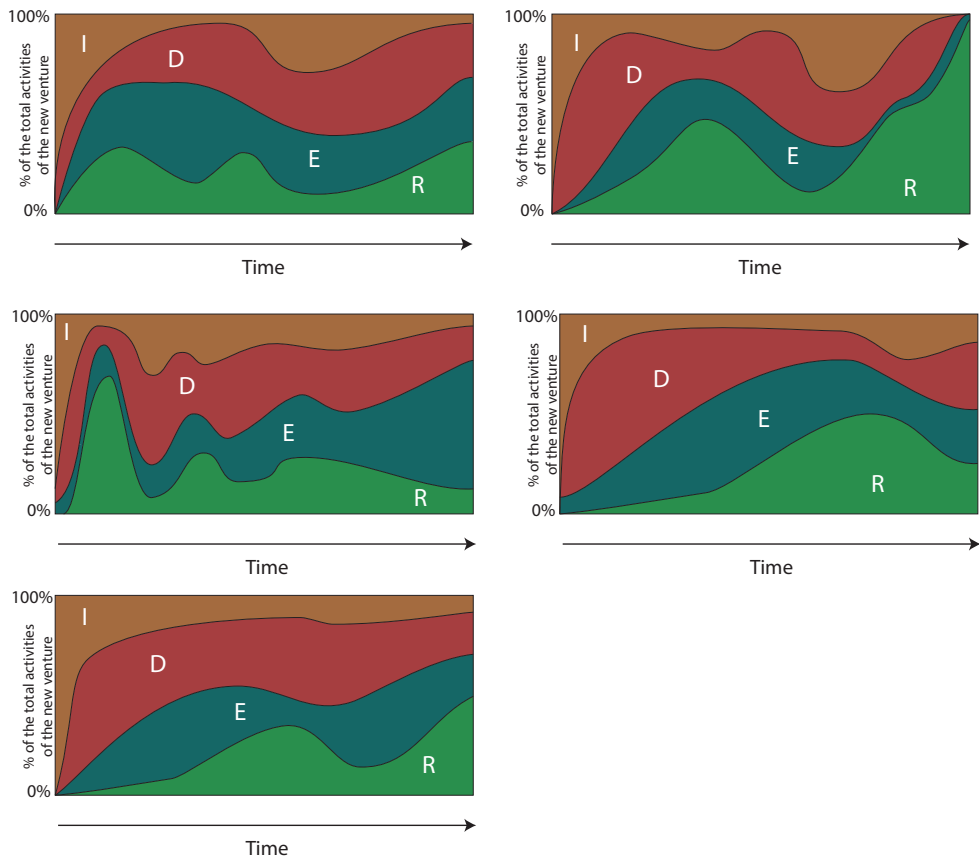 100%
I
D
E
R
0%
% of the total activities
of the new venture
Time
100%
I
D
E
R
0%
% of the total activities
of the new venture
Time
100%
I
D
E
R
0%
% of the total activities
of the new venture
Time
100%
I
D
E
R
0%
% of the total activities
of the new venture
Time
100%
I
D
E
R
0%
% of the total activities
of the new venture
Time